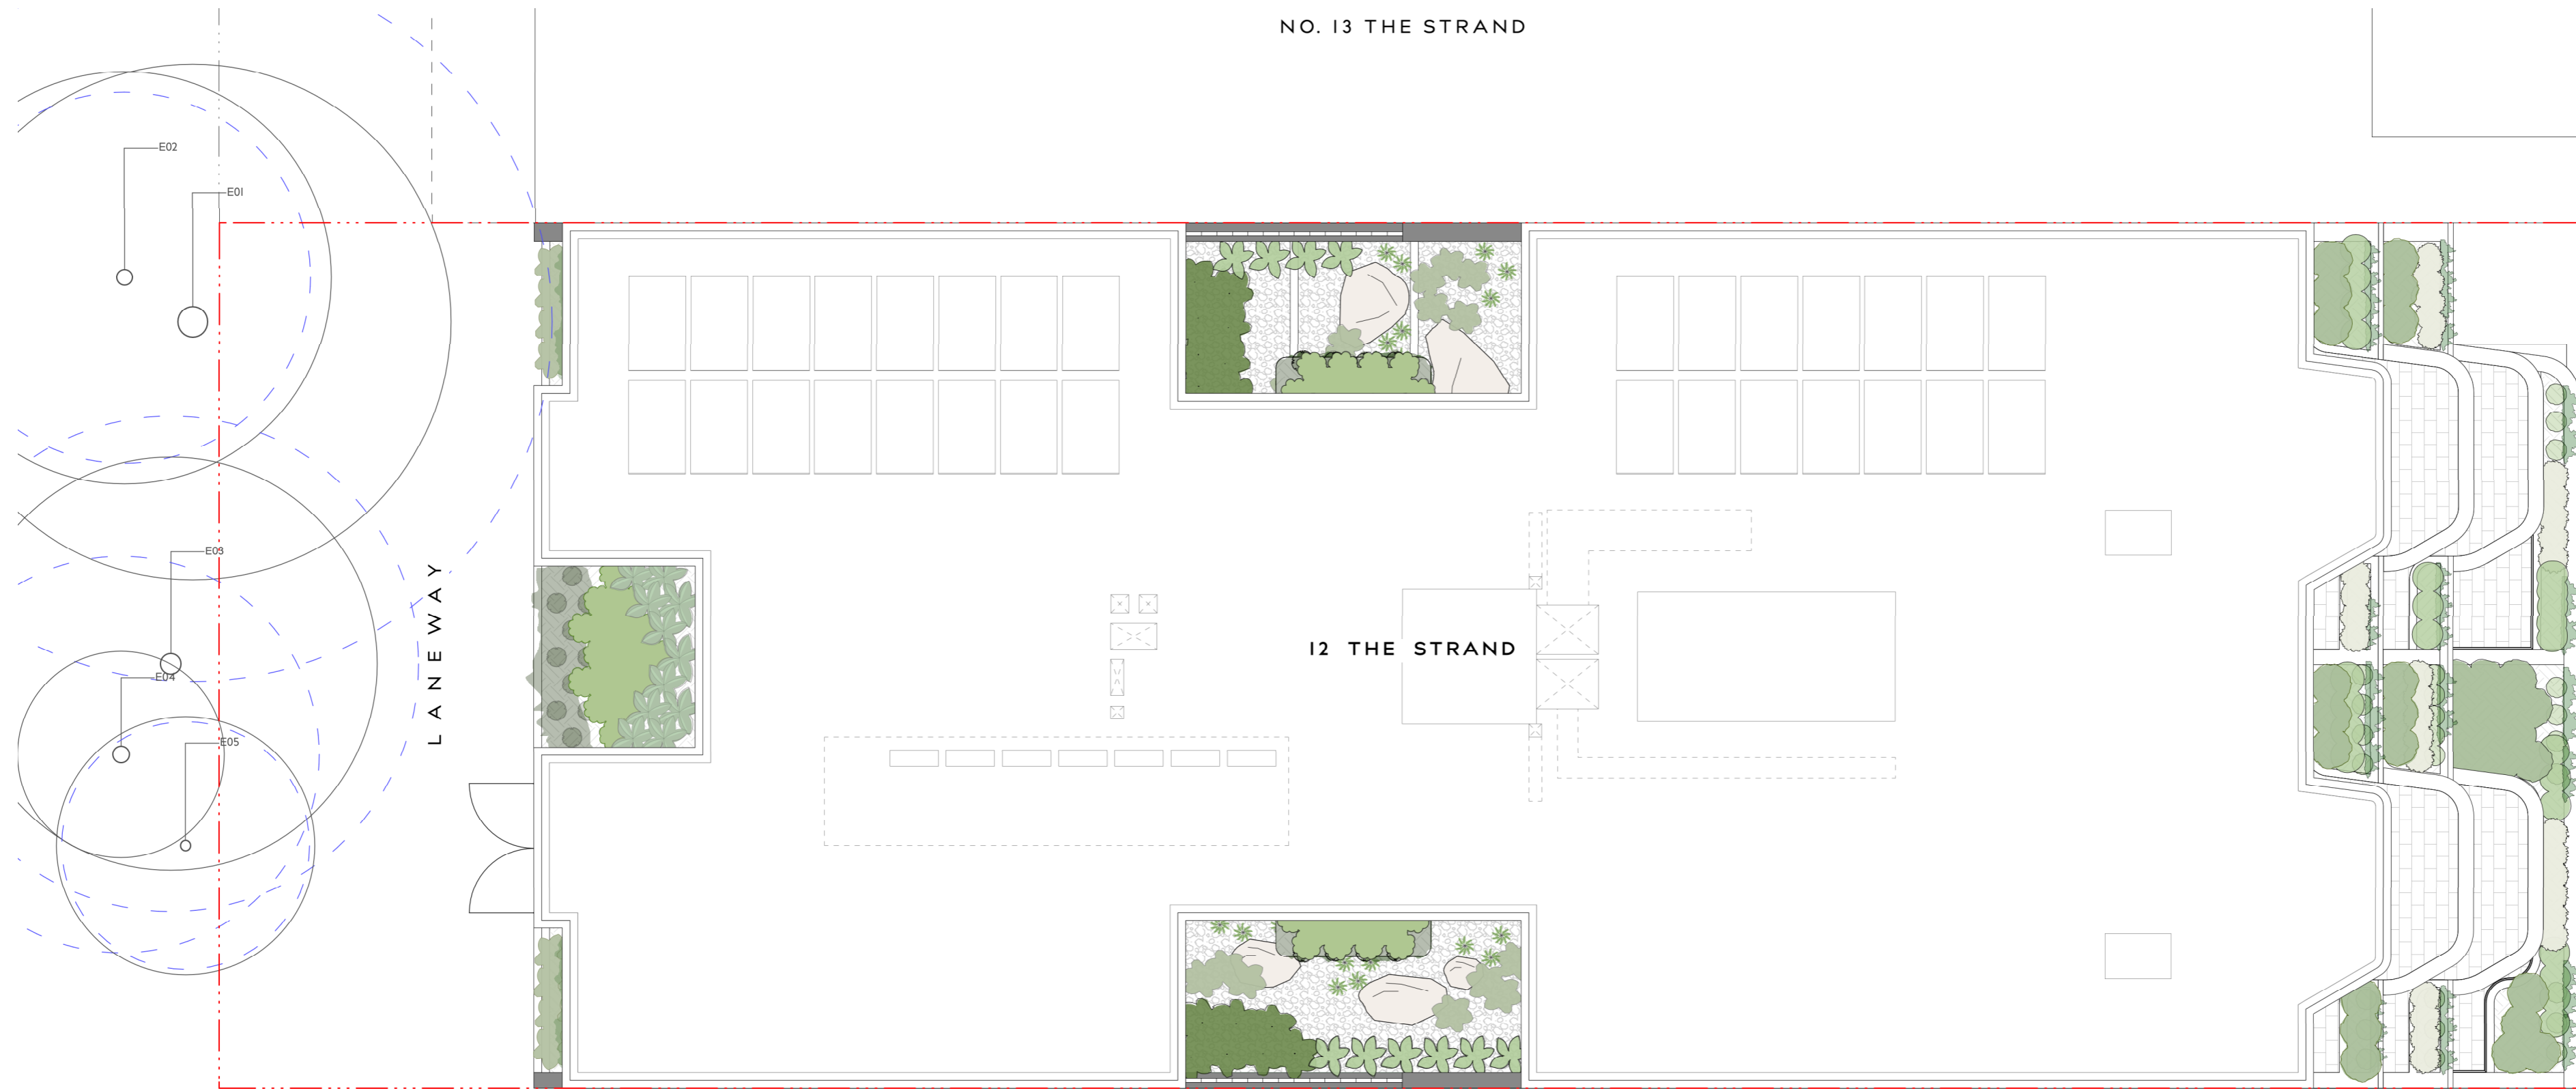 NO. 13 THE STRAND
E02
E01
E03
LANEWAY
12 THE STRAND
E04
E05